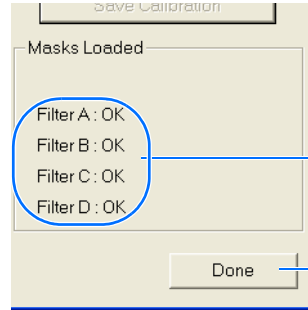 Save Calibration
Masks Loaded
Filter A : OK
Filter B : OK
Filter C : OK
Filter D : OK
Done